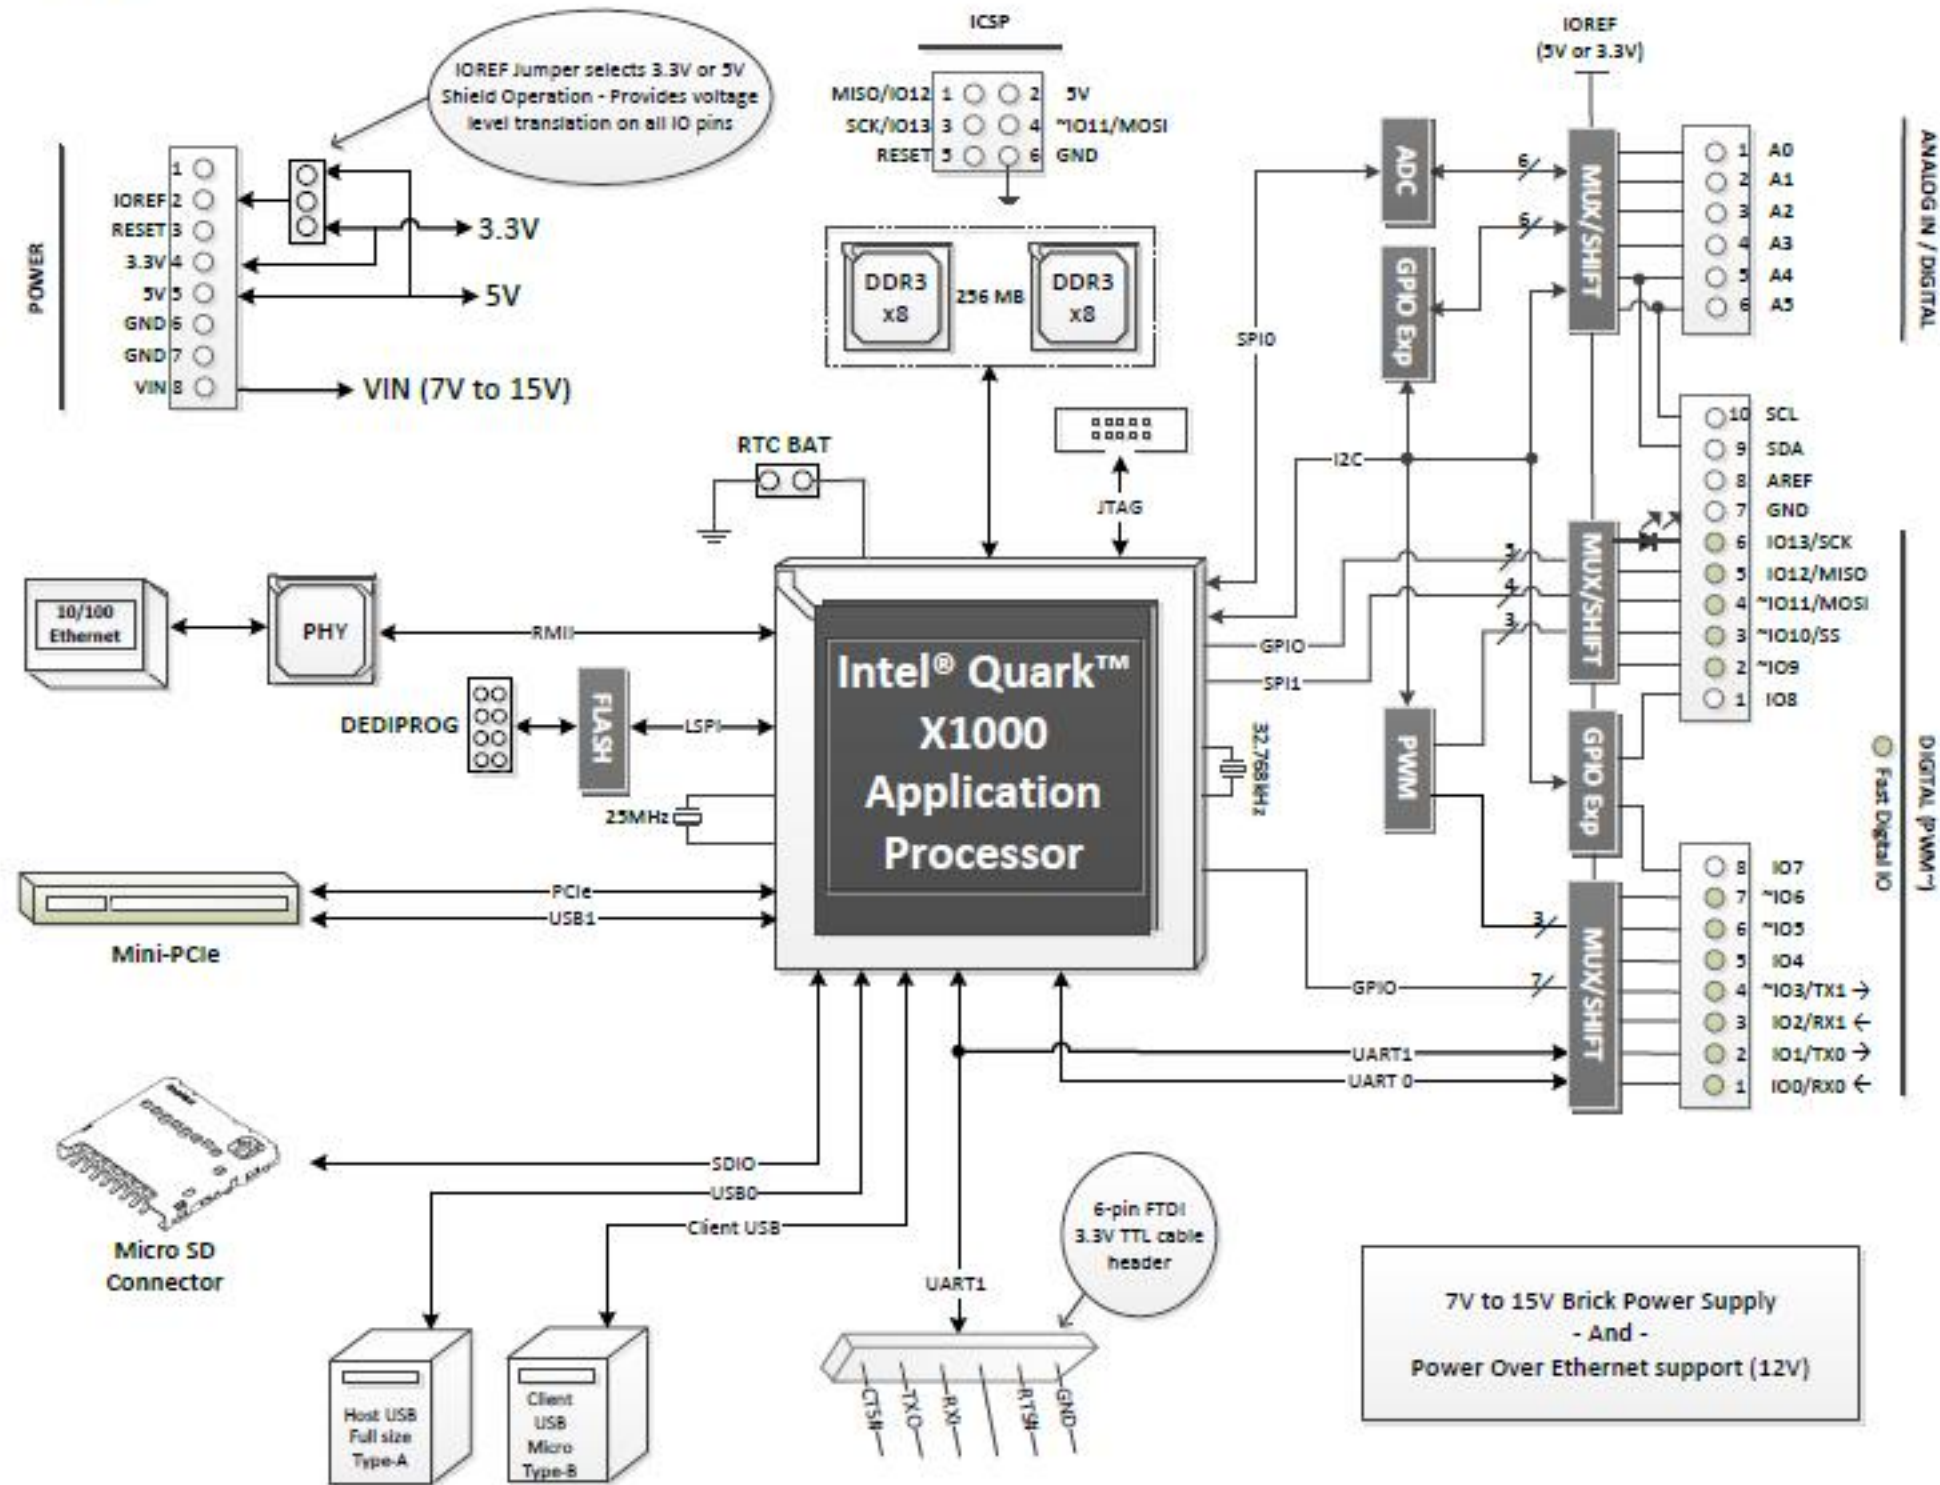 ICSP
IOREF
(5V or 3.3V)
IOREF Jumper selects 3.3V or 5V
Shield Operation - Provides voltage
level translation on all IO pins
MISO/IO12 1 2 5V
SCK/IO13 3 4 ~IO11/MOSI
RESET 5 6 GND
POWER
1
IOREF 2
RESET 3
3.3V 4
5V 5
GND 6
GND 7
VIN 8
3.3V
5V
VIN (7V to 15V)
DDR3
x8
256 MB
DDR3
x8
ADC
GPIO Exp
6
6
MUX/SHIFT
1 A0
2 A1
3 A2
4 A3
5 A4
6 A5
ANALOG IN / DIGITAL
SPI0
RTC BAT
JTAG
I2C
10 SCL
9 SDA
8 AREF
7 GND
6 IO13/SCK
5 IO12/MISO
4 ~IO11/MOSI
3 ~IO10/SS
2 ~IO9
1 IO8
5
4
3
MUX/SHIFT
10/100
Ethernet
PHY
RMII
GPIO
SPI1
Intel® Quark™
X1000
Application
Processor
DEDIPROG
FLASH
LSPI
25MHz
32.768kHz
PWM
GPIO Exp
Fast Digital IO
DIGITAL (PWM~)
PCIe
USB1
Mini-PCIe
8 IO7
7 ~IO6
6 ~IO5
5 IO4
4 ~IO3/TX1 →
3 IO2/RX1 ←
2 IO1/TX0 →
1 IO0/RX0 ←
3
7
MUX/SHIFT
GPIO
UART1
UART 0
SDIO
USB0
Client USB
Micro SD
Connector
UART1
6-pin FTDI
3.3V TTL cable
header
Host USB
Full size
Type-A
Client
USB
Micro
Type-B
CTS#
TXO
RXI
RTS#
GND
7V to 15V Brick Power Supply
- And -
Power Over Ethernet support (12V)